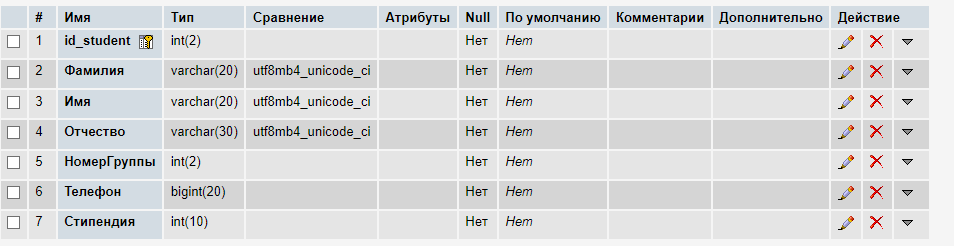 # Имя Тип Сравнение Атрибуты Null По умолчанию Комментарии Дополнительно Действие
1 id_student int(2) Нет Нет
2 Фамилия varchar(20) utf8mb4_unicode_ci Нет Нет
3 Имя varchar(20) utf8mb4_unicode_ci Нет Нет
4 Отчество varchar(30) utf8mb4_unicode_ci Нет Нет
5 НомерГруппы int(2) Нет Нет
6 Телефон bigint(20) Нет Нет
7 Стипендия int(10) Нет Нет